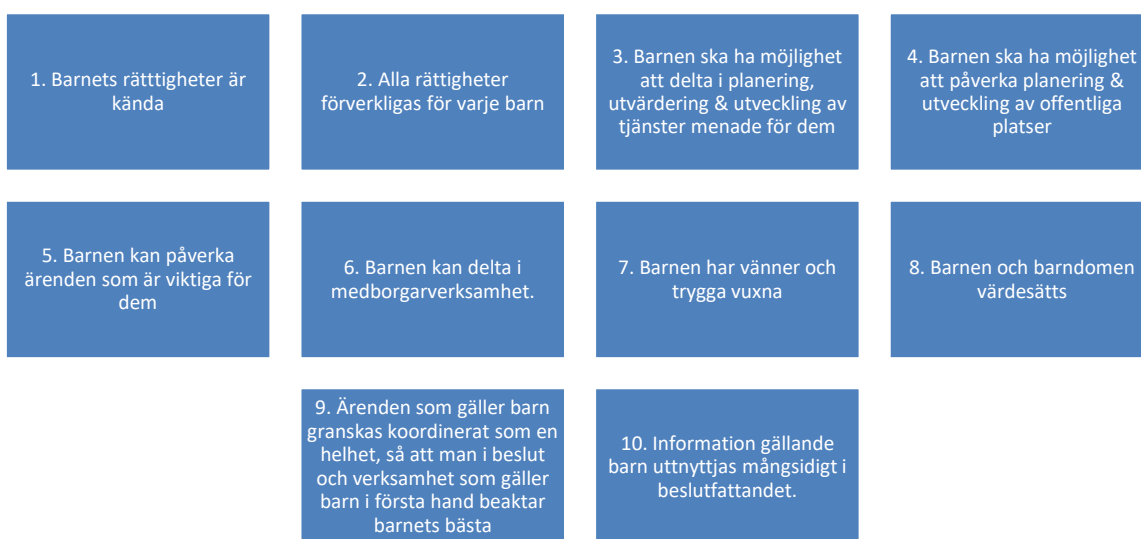 1. Barnets rätttigheter är
kända
2. Alla rättigheter
förverkligas för varje barn
3. Barnen ska ha möjlighet
att delta i planering,
utvärdering & utveckling av
tjänster menade för dem
4. Barnen ska ha möjlighet
att påverka planering &
utveckling av offentliga
platser
5. Barnen kan påverka
ärenden som är viktiga för
dem
6. Barnen kan delta i
medborgarverksamhet.
7. Barnen har vänner och
trygga vuxna
8. Barnen och barndomen
värdesätts
9. Ärenden som gäller barn
granskas koordinerat som en
helhet, så att man i beslut
och verksamhet som gäller
barn i första hand beaktar
barnets bästa
10. Information gällande
barn uttnyttjas mångsidigt i
beslutfattandet.